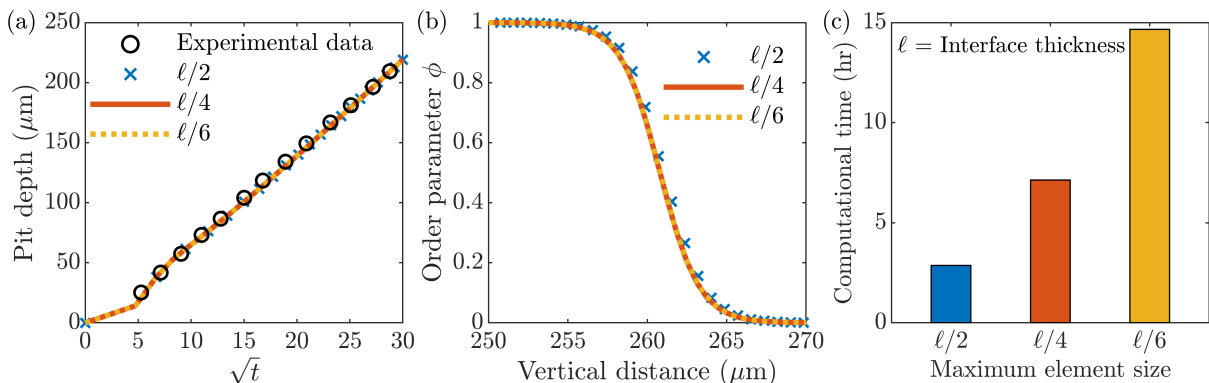 (a)
250
200
150
100
50
0
Pit depth (μm)
Experimental data
ℓ/2
ℓ/4
ℓ/6
0 5 10 15 20 25 30
√t
(b)
1
0.8
0.6
0.4
0.2
0
Order parameter ϕ
ℓ/2
ℓ/4
ℓ/6
250 255 260 265 270
Vertical distance (μm)
(c)
15
10
5
0
Computational time (hr)
ℓ = Interface thickness
ℓ/2 ℓ/4 ℓ/6
Maximum element size